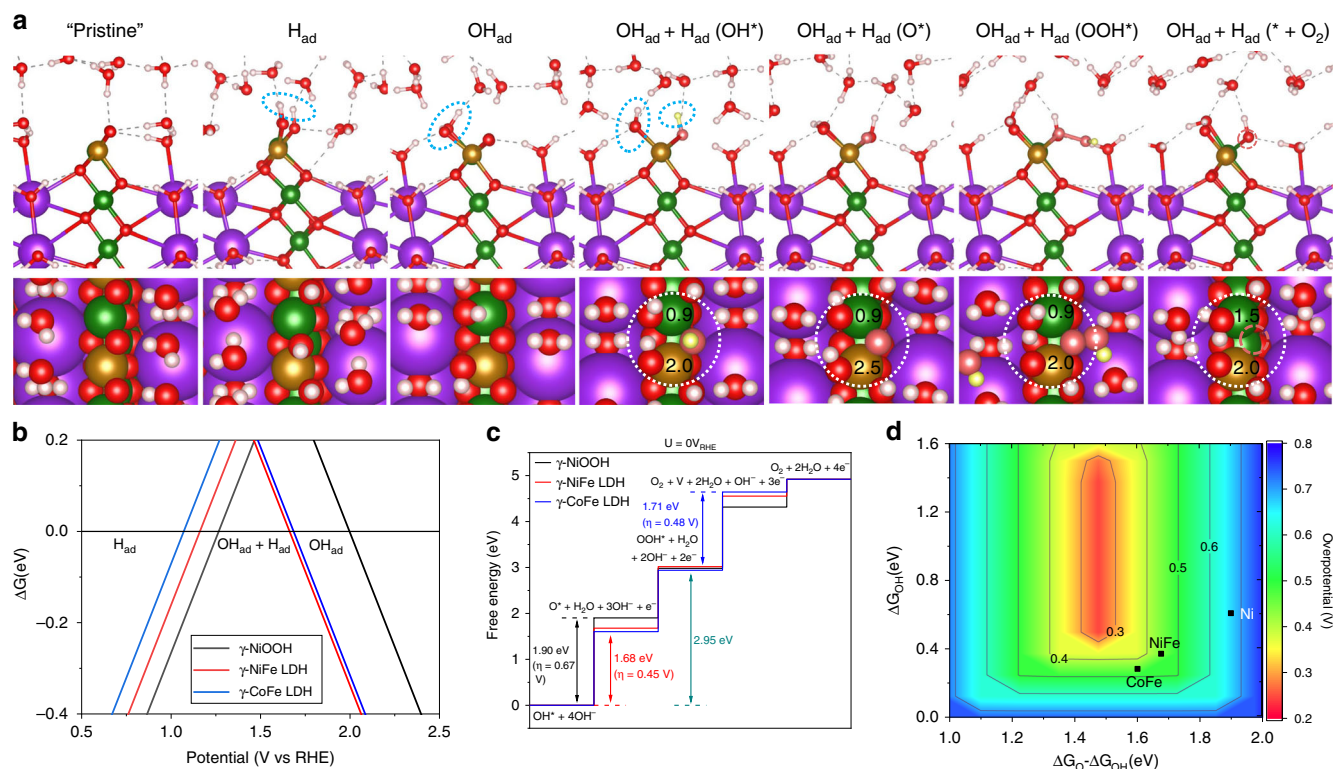 a
"Pristine"
H_ad
OH_ad
OH_ad + H_ad (OH*)
OH_ad + H_ad (O*)
OH_ad + H_ad (OOH*)
OH_ad + H_ad (* + O₂)
0.9
2.0
0.9
2.5
0.9
2.0
1.5
2.0
b
0.2
0.0
−0.2
−0.4
ΔG(eV)
H_ad
OH_ad + H_ad
OH_ad
γ-NiOOH
γ-NiFe LDH
γ-CoFe LDH
0.5
1.0
1.5
2.0
2.5
Potential (V vs RHE)
c
U = 0V_RHE
γ-NiOOH
γ-NiFe LDH
γ-CoFe LDH
5
4
3
2
1
0
Free energy (eV)
O₂ + 2H₂O + 4e⁻
O₂ + V + 2H₂O + OH⁻ + 3e⁻
1.71 eV
(η = 0.48 V)
OOH* + H₂O
+ 2OH⁻ + 2e⁻
O* + H₂O + 3OH⁻ + e⁻
1.90 eV
(η = 0.67
V)
1.68 eV
(η = 0.45 V)
2.95 eV
OH* + 4OH⁻
d
1.6
1.2
0.8
0.4
0.0
ΔG_OH(eV)
0.3
0.4
0.5
0.6
Ni
NiFe
CoFe
1.0
1.2
1.4
1.6
1.8
2.0
ΔG_O-ΔG_OH(eV)
0.8
0.7
0.6
0.5
0.4
0.3
0.2
Overpotential (V)